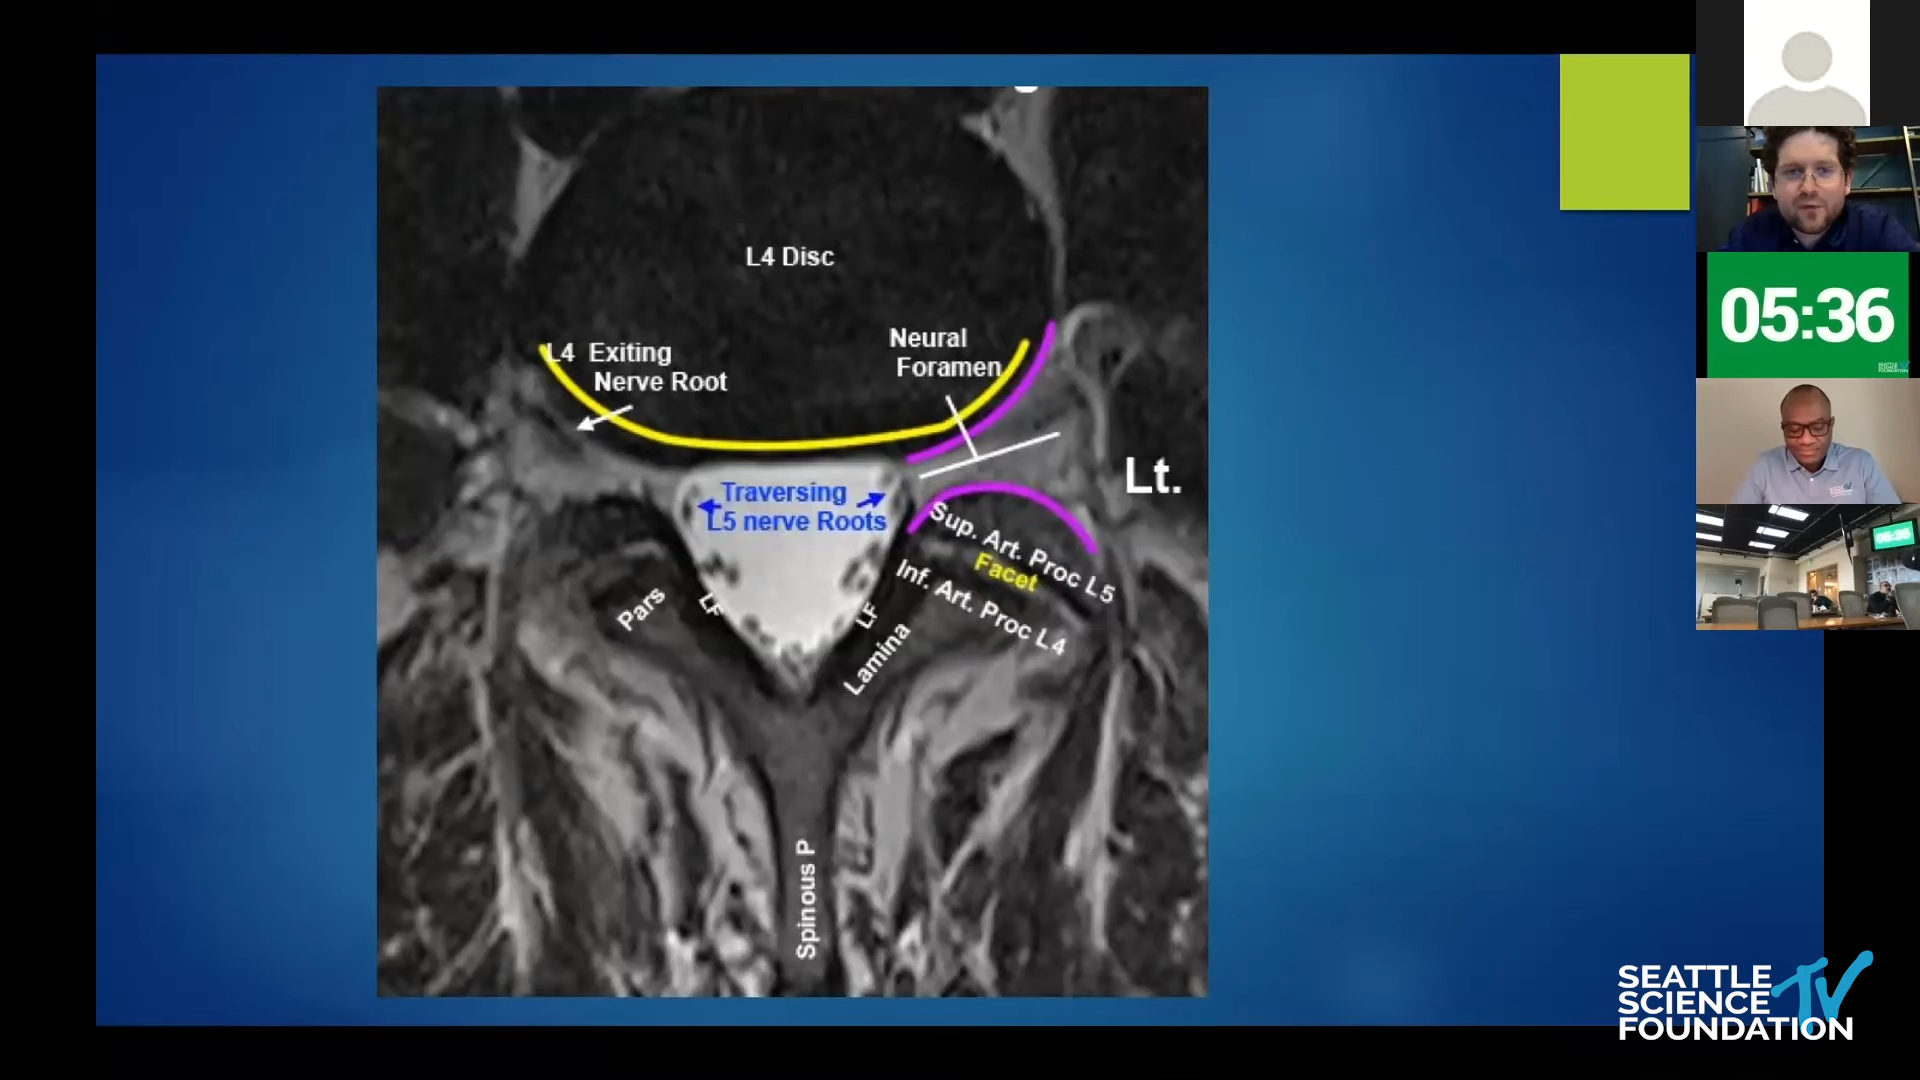 L4 Disc
L4 Exiting
Nerve Root
Neural
Foramen
Traversing
L5 nerve Roots
Lt.
Sup. Art. Proc L5
Facet
Inf. Art. Proc L4
Pars
LF
LF
Lamina
Spinous P
05:36
SEATTLE
SCIENCE TV
FOUNDATION